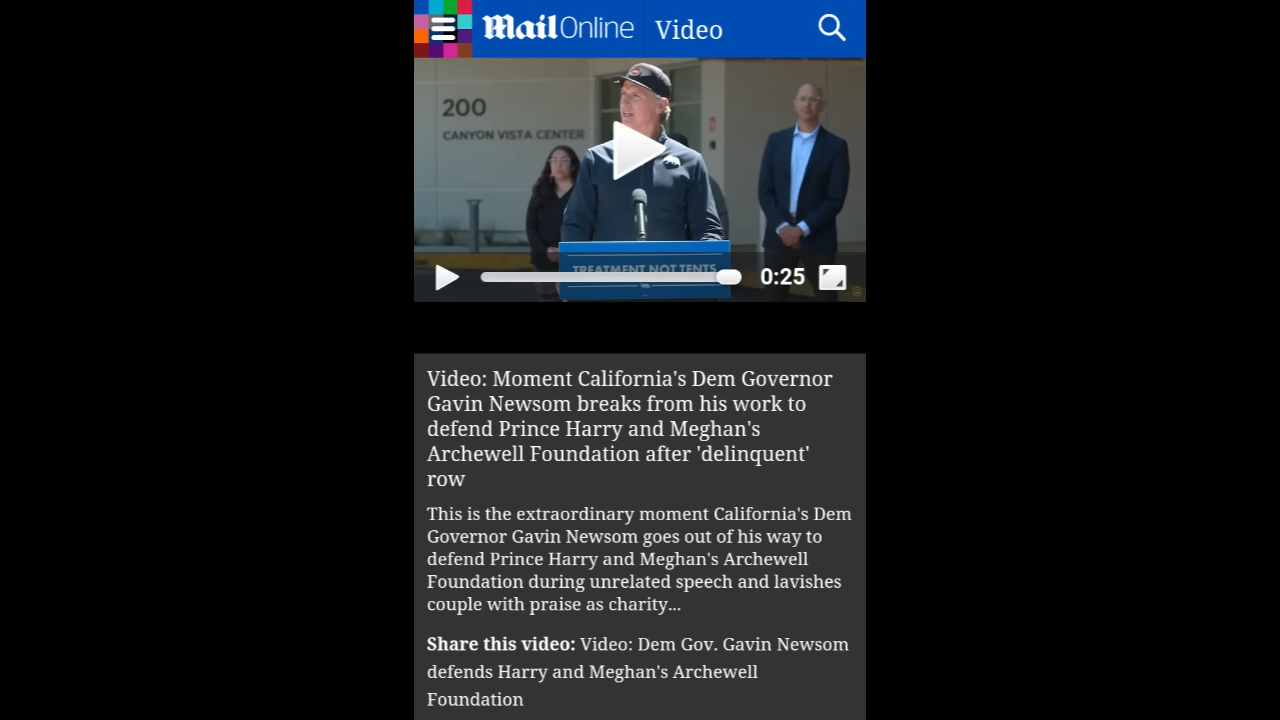 Mail Online Video
200
CANYON VISTA CENTER
TREATMENT NOT TENTS
0:25
Video: Moment California's Dem Governor
Gavin Newsom breaks from his work to
defend Prince Harry and Meghan's
Archewell Foundation after 'delinquent'
row
This is the extraordinary moment California's Dem
Governor Gavin Newsom goes out of his way to
defend Prince Harry and Meghan's Archewell
Foundation during unrelated speech and lavishes
couple with praise as charity...
Share this video: Video: Dem Gov. Gavin Newsom
defends Harry and Meghan's Archewell
Foundation